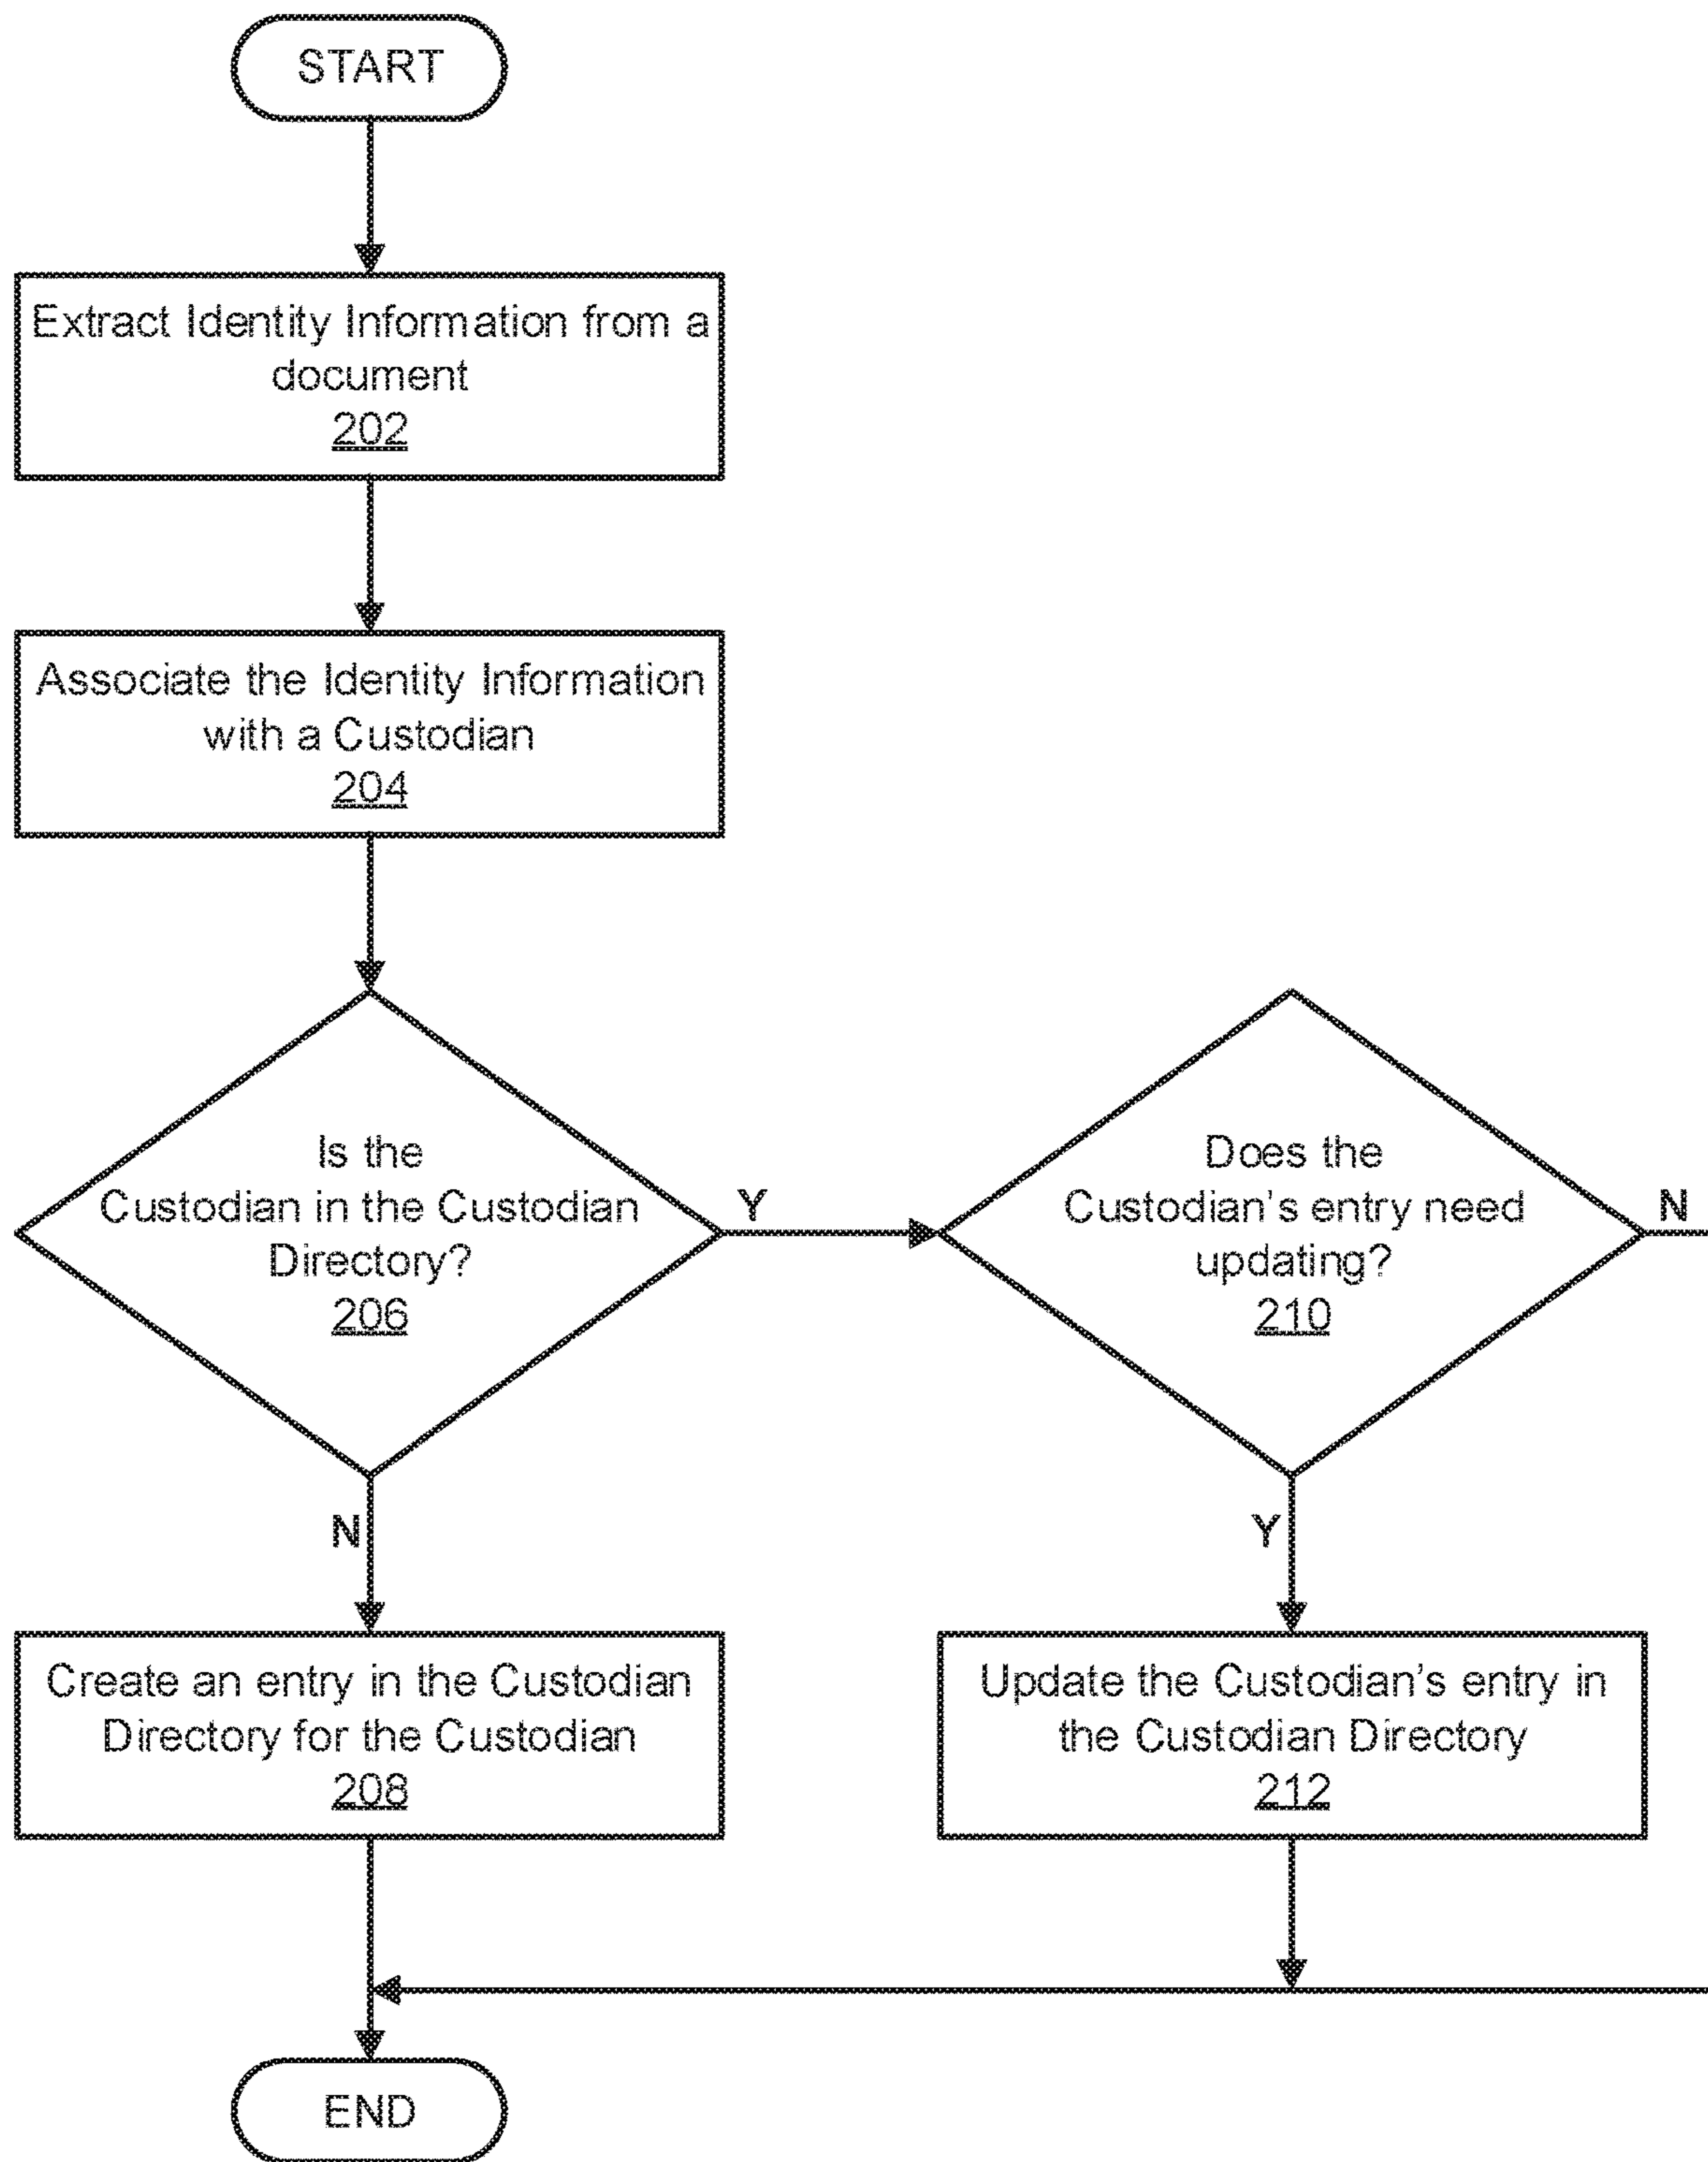 START
Extract Identity Information from a
document
202
Associate the Identity Information
with a Custodian
204
Is the
Custodian in the Custodian
Directory?
206
Y
Does the
Custodian's entry need
updating?
210
N
N
Y
Create an entry in the Custodian
Directory for the Custodian
208
Update the Custodian's entry in
the Custodian Directory
212
END